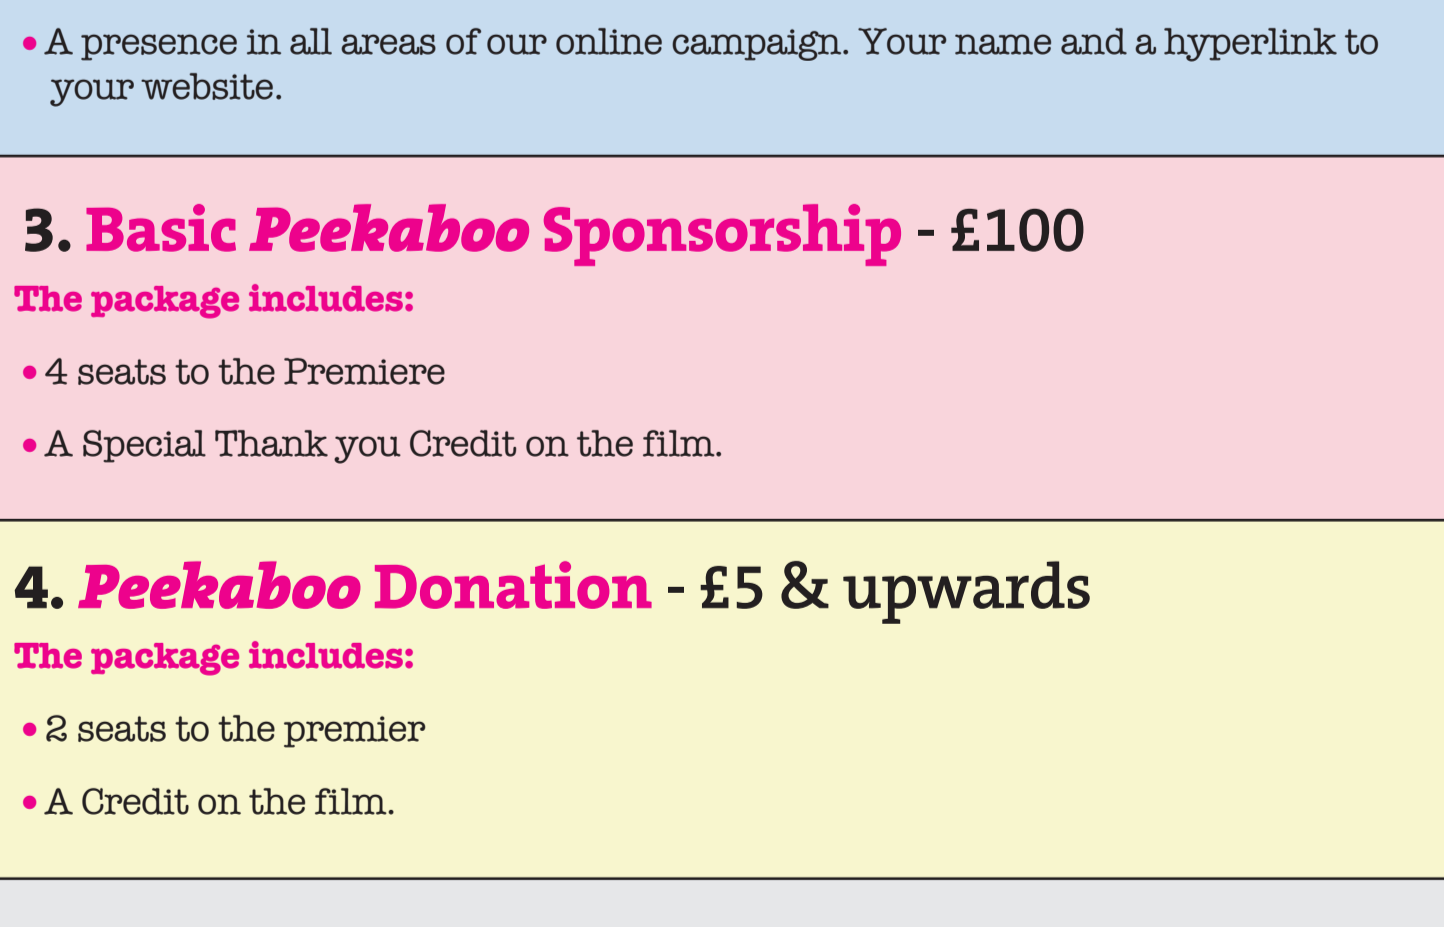 • A presence in all areas of our online campaign. Your name and a hyperlink to
your website.
3. Basic Peekaboo Sponsorship - £100
The package includes:
• 4 seats to the Premiere
• A Special Thank you Credit on the film.
4. Peekaboo Donation - £5 & upwards
The package includes:
• 2 seats to the premier
• A Credit on the film.